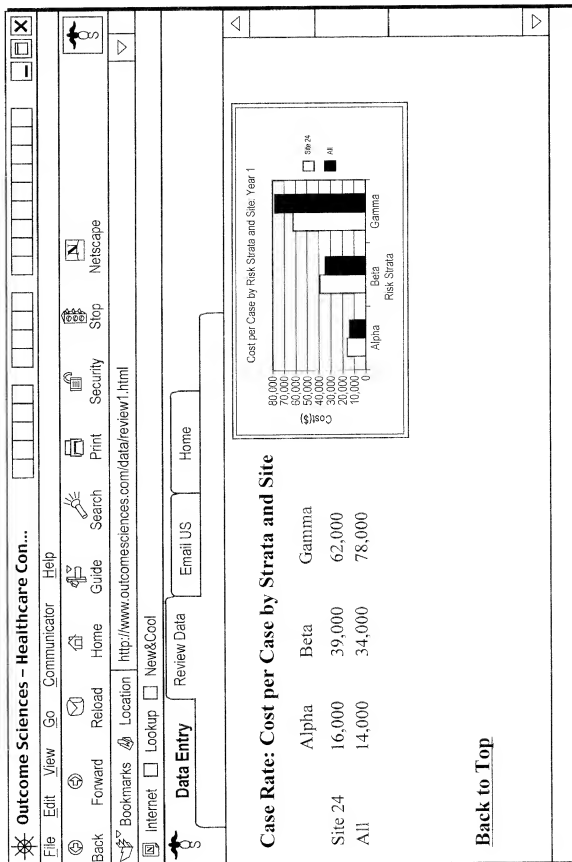 Outcome Sciences – Healthcare Con...
File Edit View Go Communicator Help
Back Forward Reload Home Guide Search Print Security Stop Netscape
N
Bookmarks Location http://www.outcomesciences.com/data/review1.html
Internet Lookup New&Cool
Data Entry Review Data Email US Home
Case Rate: Cost per Case by Strata and Site
Alpha Beta Gamma
Site 24 16,000 39,000 62,000
All 14,000 34,000 78,000
Back to Top
Cost per Case by Risk Strata and Site: Year 1
Cost($)
80,000
70,000
60,000
50,000
40,000
30,000
20,000
10,000
0
Alpha Beta Gamma
Risk Strata
Site 24
All